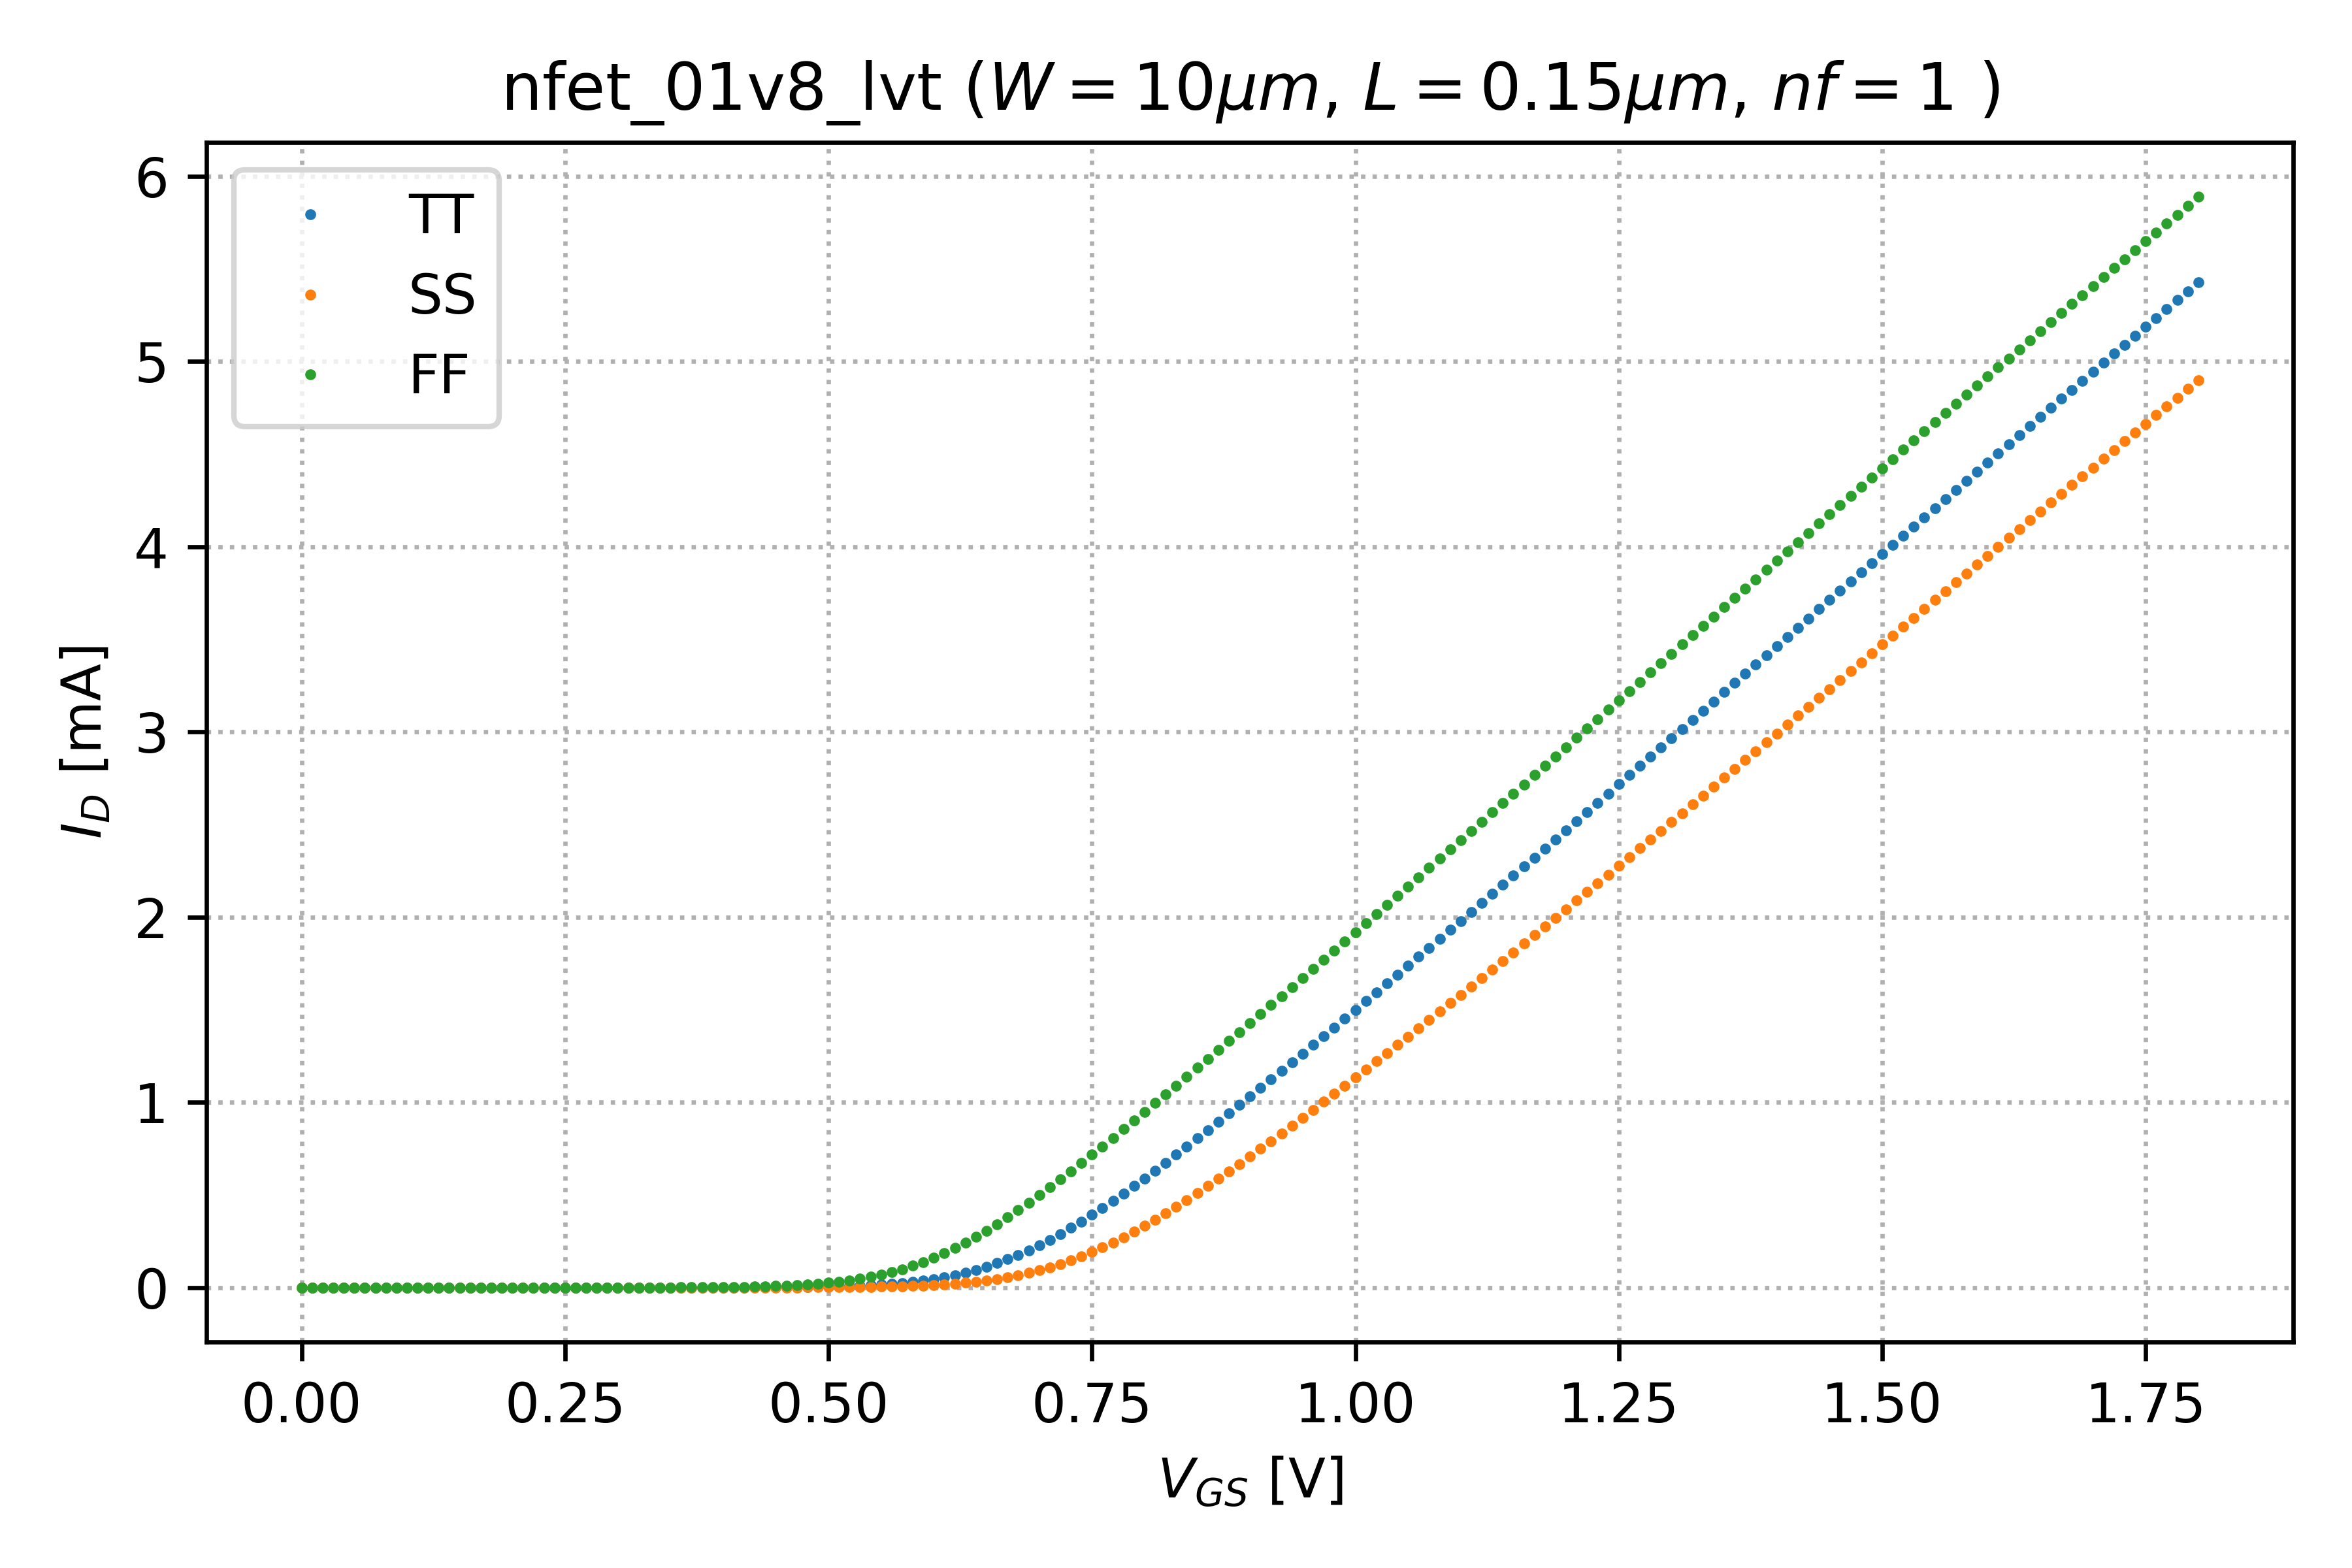 nfet_01v8_lvt (W = 10μm, L = 0.15μm, nf = 1 )
TT
SS
FF
6
5
4
3
2
1
0
I_D [mA]
0.00 0.25 0.50 0.75 1.00 1.25 1.50 1.75
V_GS [V]